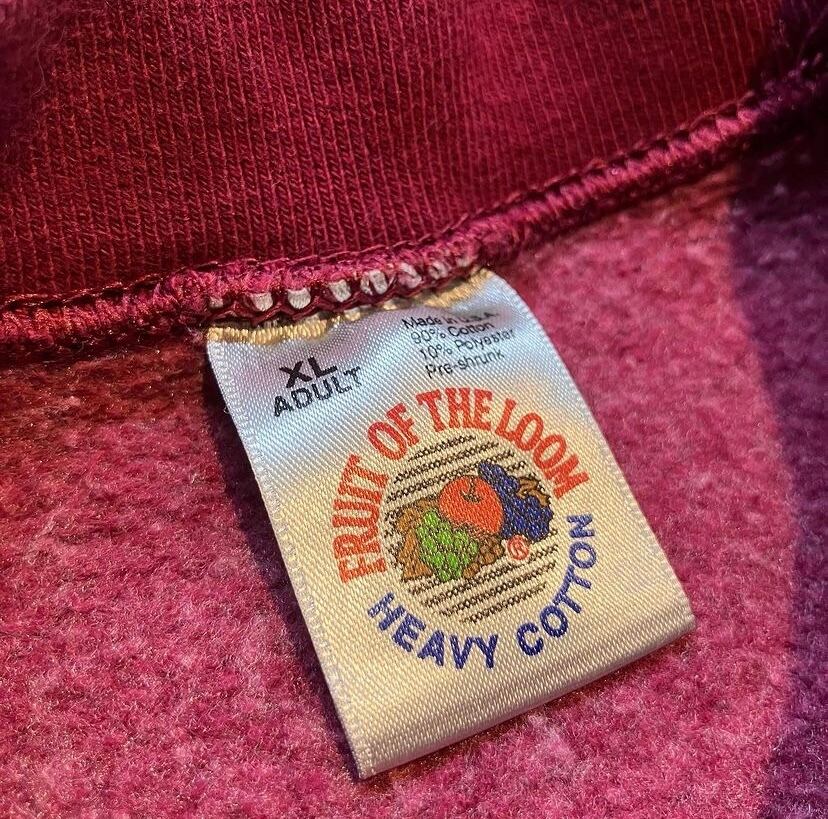 XL
ADULT
Made in U.S.A.
90% Cotton
10% Polyester
Pre-shrunk
FRUIT OF THE LOOM
®
HEAVY COTTON